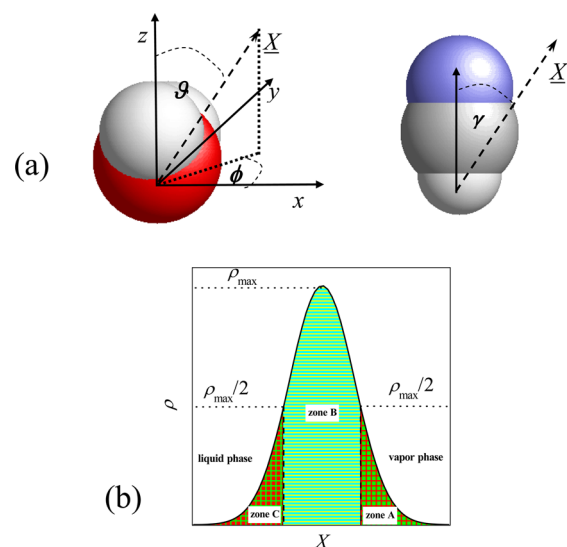 (a)
z
X
ϑ
y
ϕ
x
X
γ
ρmax
ρmax/2
ρmax/2
ρ
zone B
liquid phase
vapor phase
zone C
zone A
X
(b)